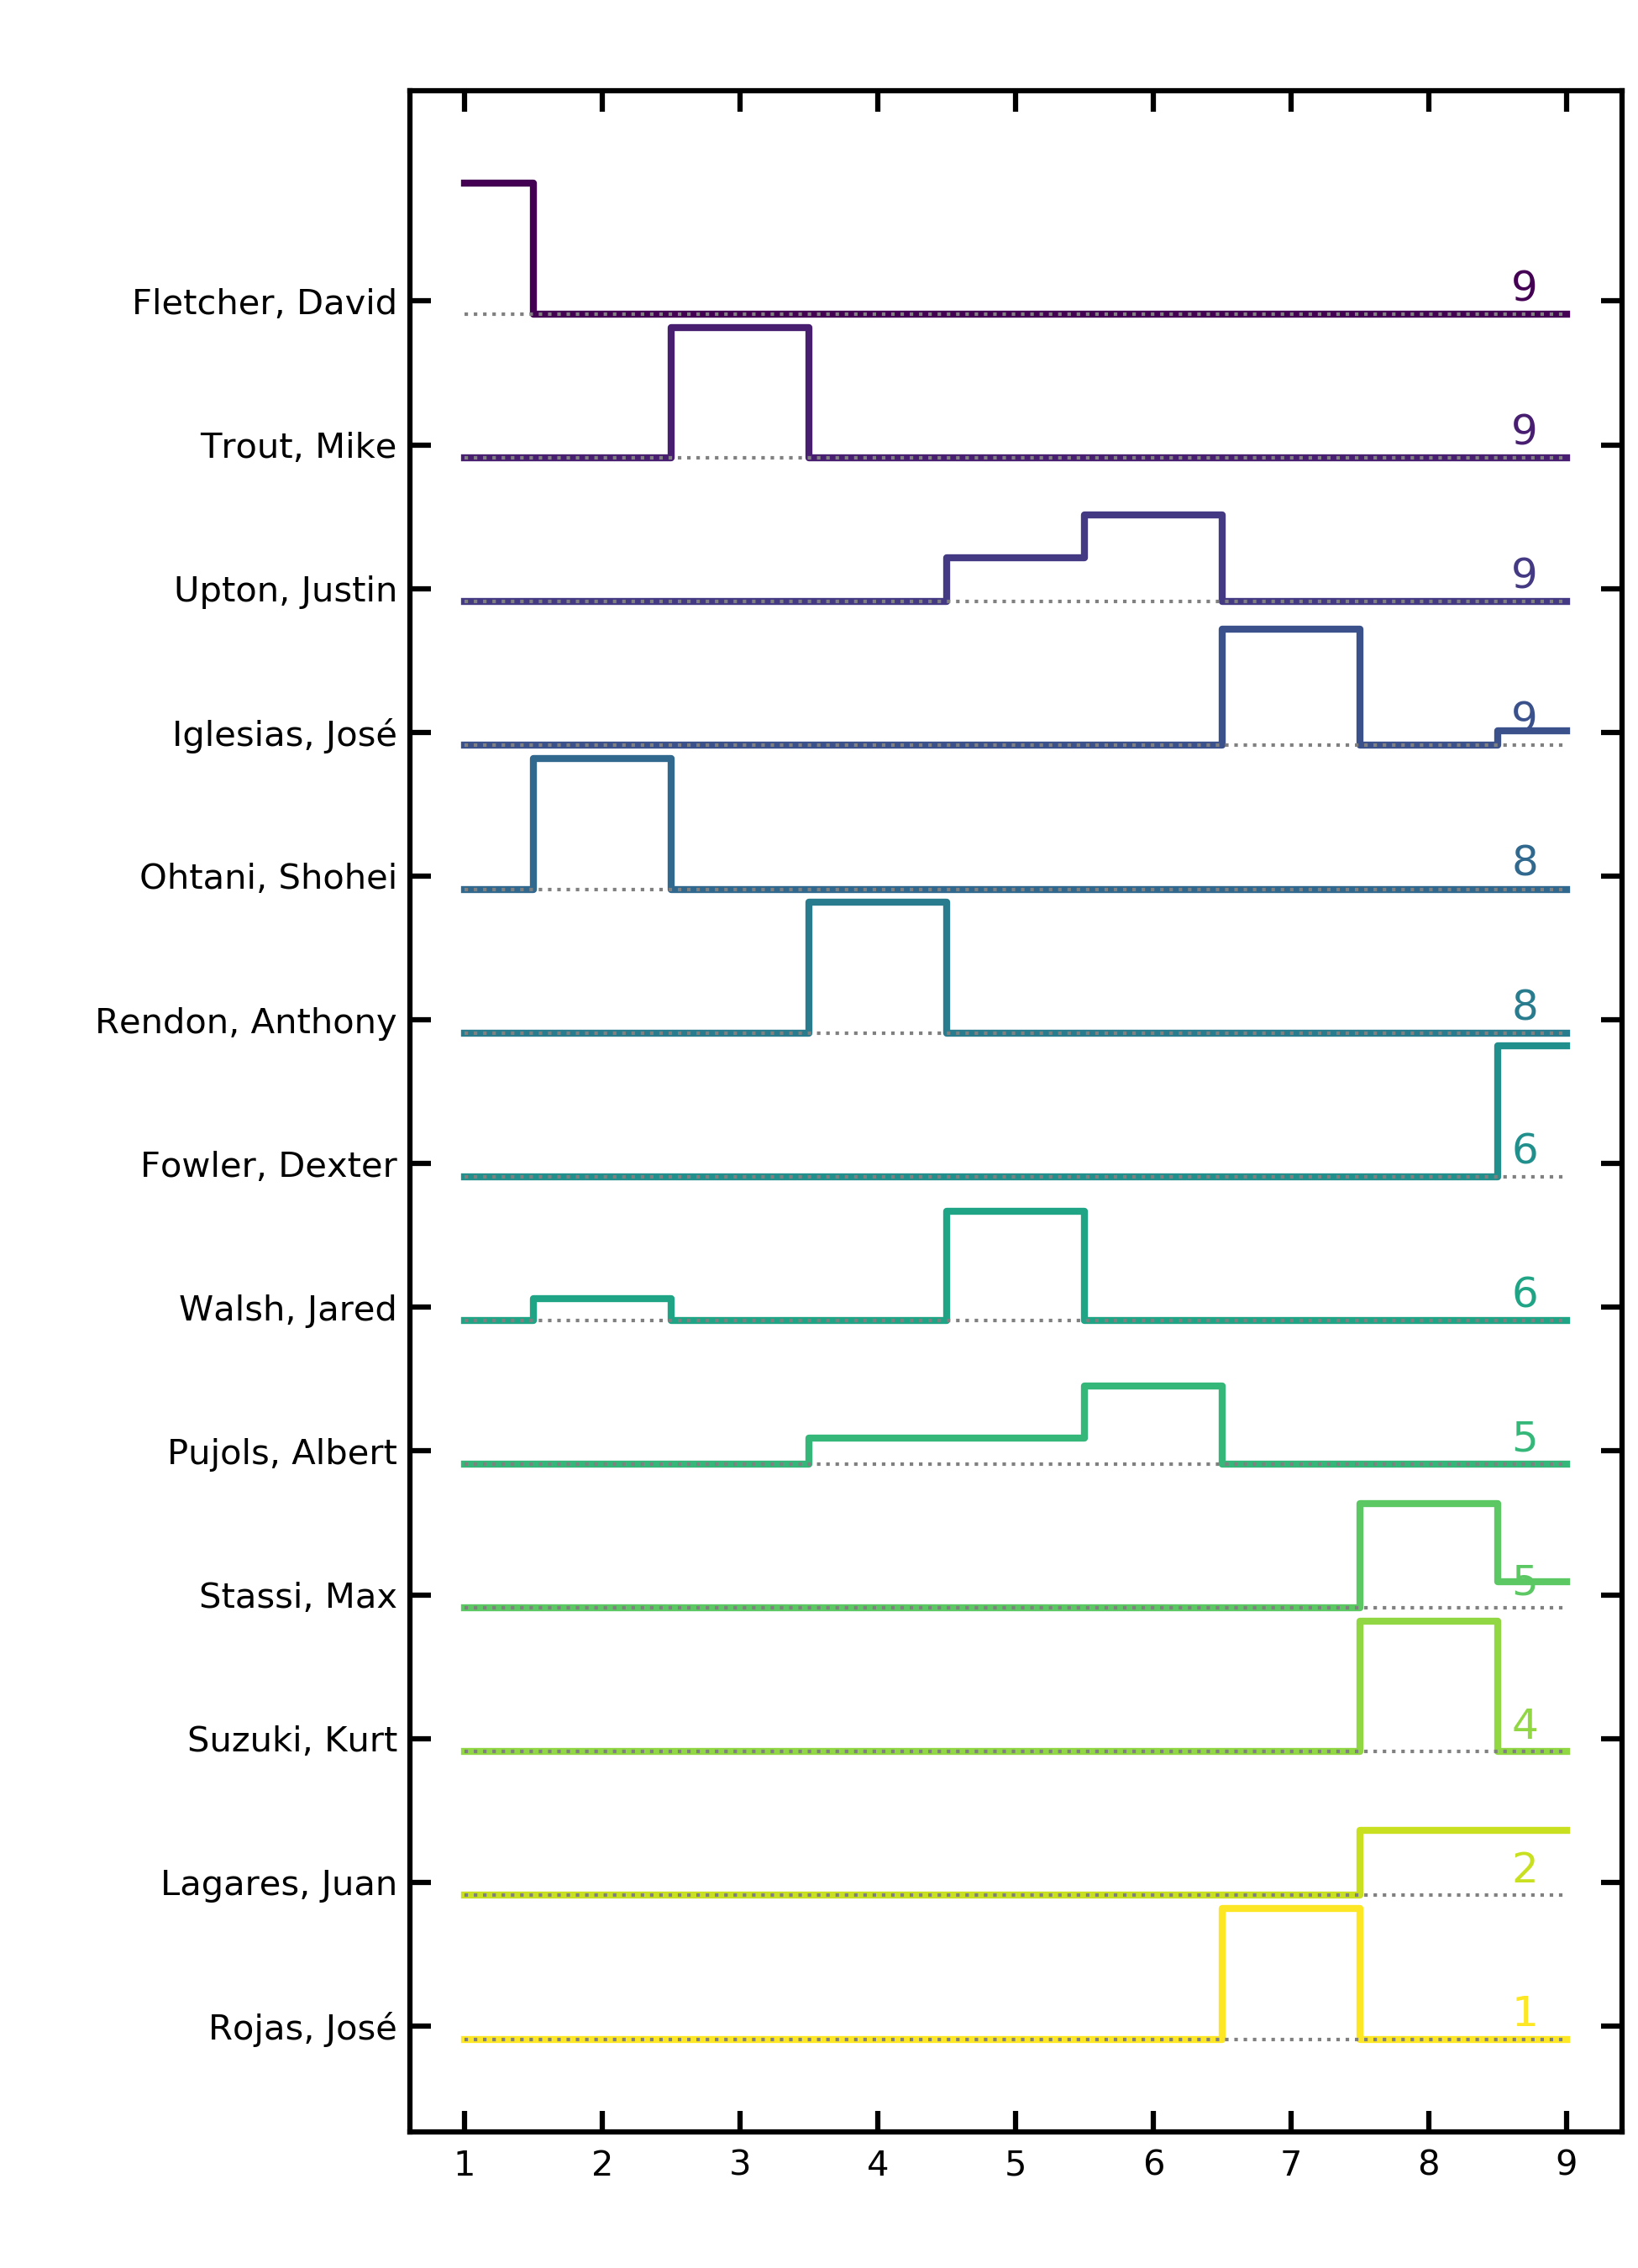 Fletcher, David 9
Trout, Mike 9
Upton, Justin 9
Iglesias, José 9
Ohtani, Shohei 8
Rendon, Anthony 8
Fowler, Dexter 6
Walsh, Jared 6
Pujols, Albert 5
Stassi, Max 5
Suzuki, Kurt 4
Lagares, Juan 2
Rojas, José 1
1 2 3 4 5 6 7 8 9